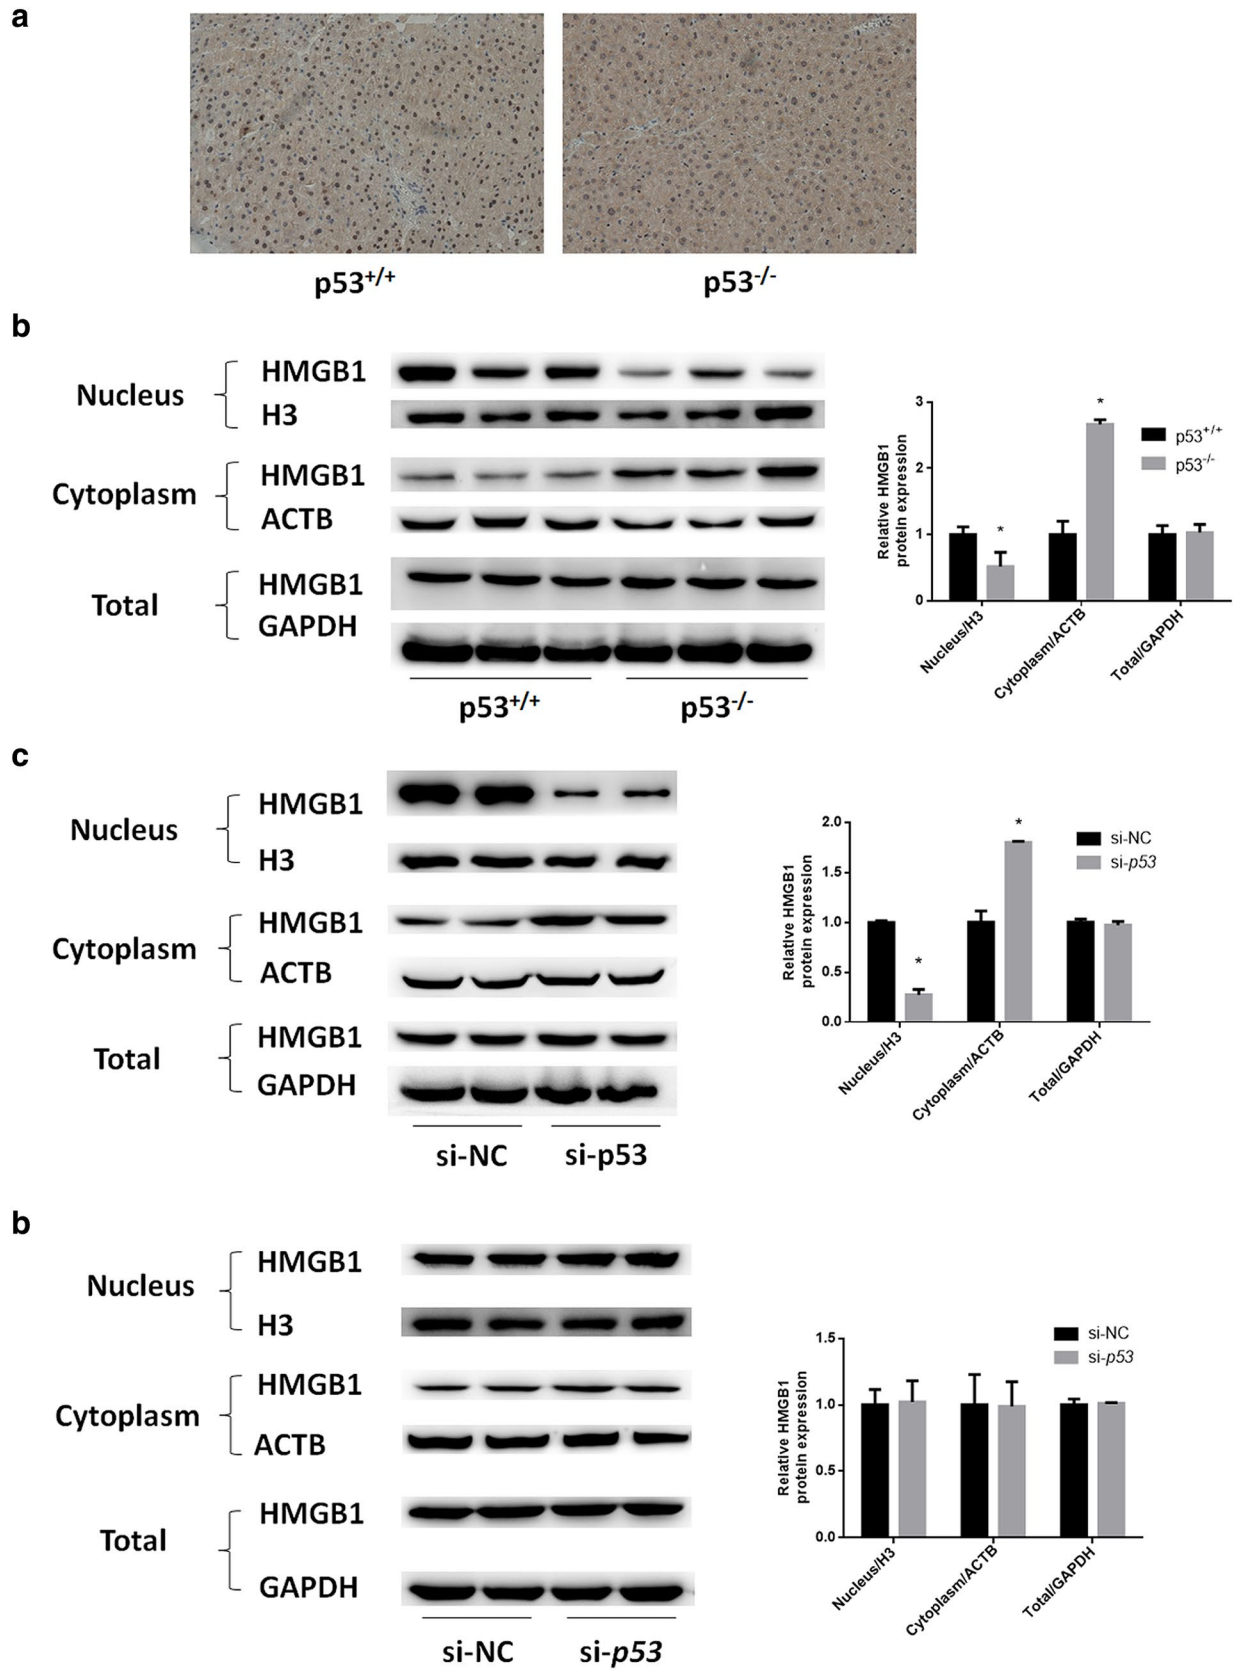 a
p53+/+
p53-/-
b
Nucleus
HMGB1
H3
Cytoplasm
HMGB1
ACTB
Total
HMGB1
GAPDH
p53+/+
p53-/-
Relative HMGB1
protein expression
3
2
1
0
*
*
p53+/+
p53-/-
Nucleus/H3
Cytoplasm/ACTB
Total/GAPDH
c
Nucleus
HMGB1
H3
Cytoplasm
HMGB1
ACTB
Total
HMGB1
GAPDH
si-NC
si-p53
Relative HMGB1
protein expression
2.0
1.5
1.0
0.5
0.0
*
*
si-NC
si-p53
Nucleus/H3
Cytoplasm/ACTB
Total/GAPDH
b
Nucleus
HMGB1
H3
Cytoplasm
HMGB1
ACTB
Total
HMGB1
GAPDH
si-NC
si-p53
Relative HMGB1
protein expression
1.5
1.0
0.5
0.0
si-NC
si-p53
Nucleus/H3
Cytoplasm/ACTB
Total/GAPDH